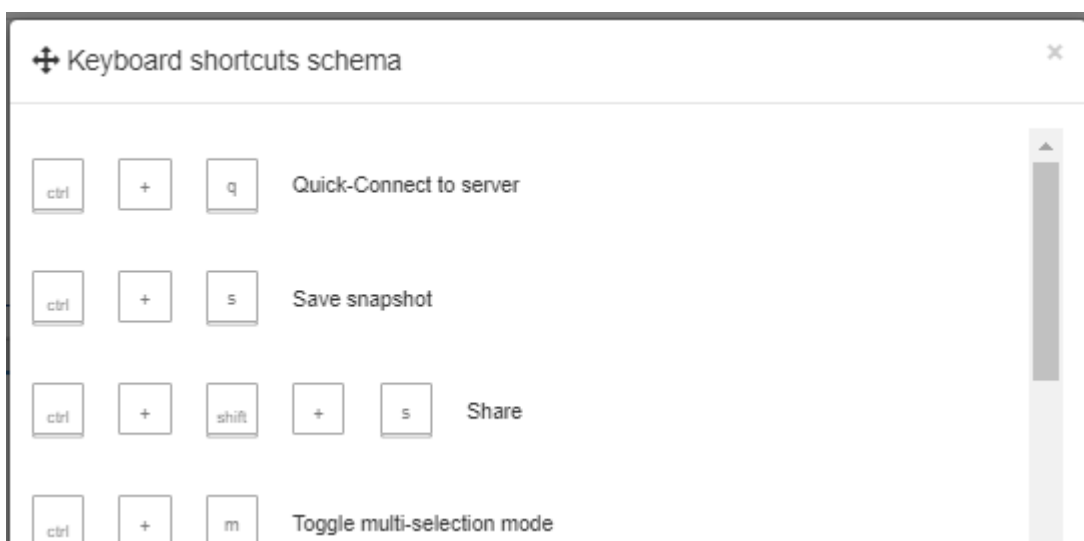 Keyboard shortcuts schema ×
ctrl + q Quick-Connect to server
ctrl + s Save snapshot
ctrl + shift + s Share
ctrl + m Toggle multi-selection mode